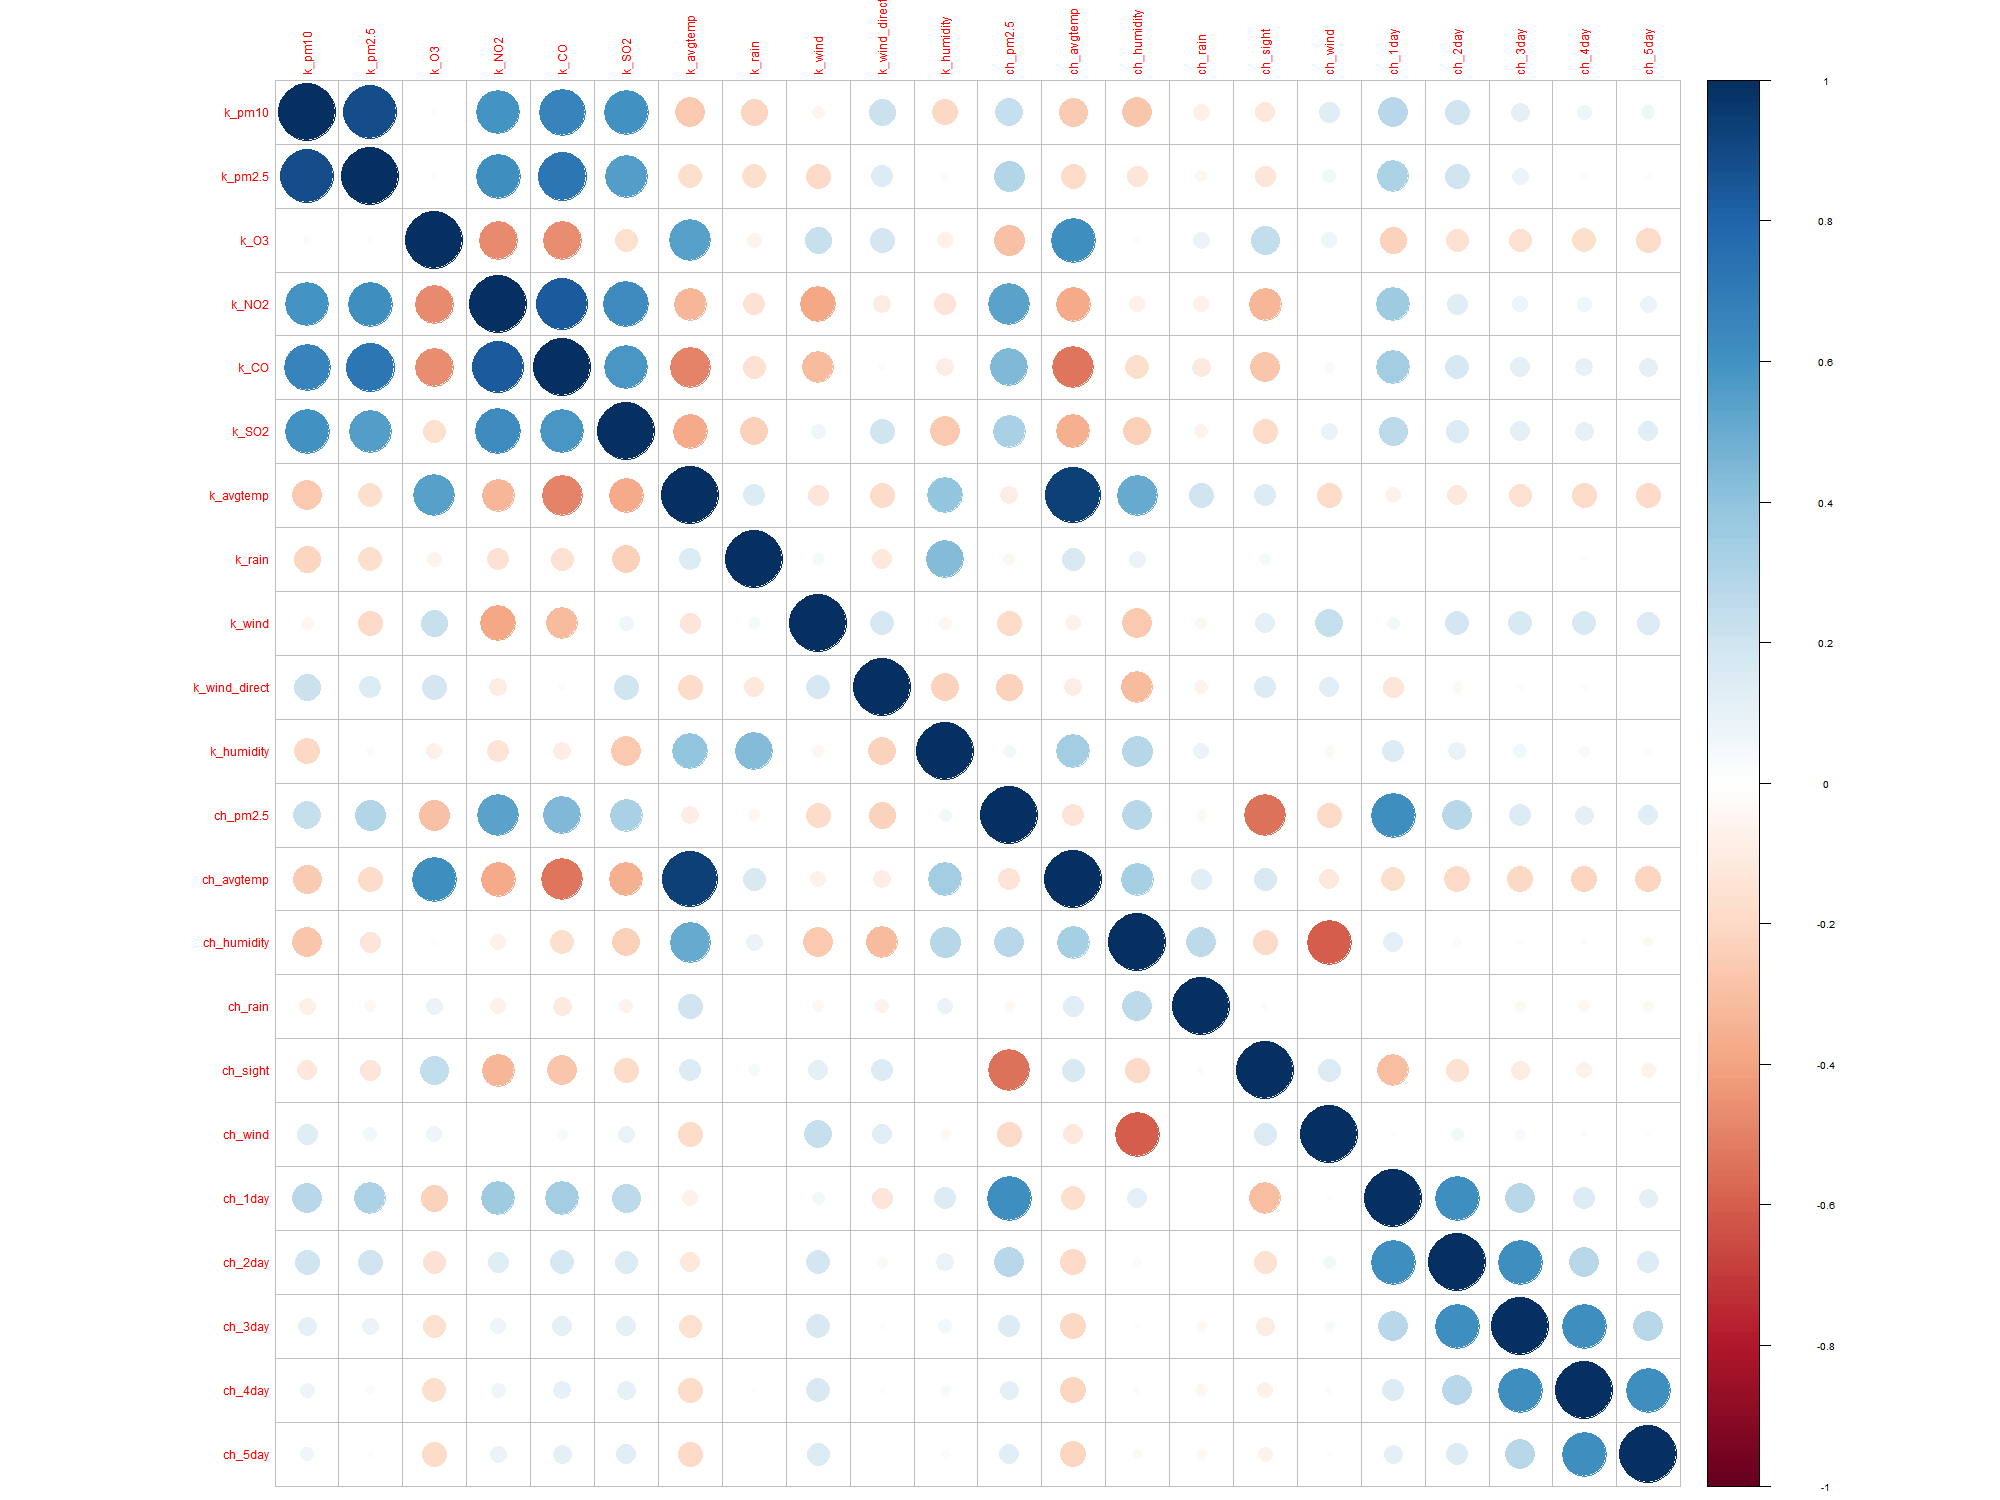 k_pm10
k_pm2.5
k_O3
k_NO2
k_CO
k_SO2
k_avgtemp
k_rain
k_wind
k_wind_direct
k_humidity
ch_pm2.5
ch_avgtemp
ch_humidity
ch_rain
ch_sight
ch_wind
ch_1day
ch_2day
ch_3day
ch_4day
ch_5day
k_pm10
k_pm2.5
k_O3
k_NO2
k_CO
k_SO2
k_avgtemp
k_rain
k_wind
k_wind_direct
k_humidity
ch_pm2.5
ch_avgtemp
ch_humidity
ch_rain
ch_sight
ch_wind
ch_1day
ch_2day
ch_3day
ch_4day
ch_5day
1
0.8
0.6
0.4
0.2
0
-0.2
-0.4
-0.6
-0.8
-1